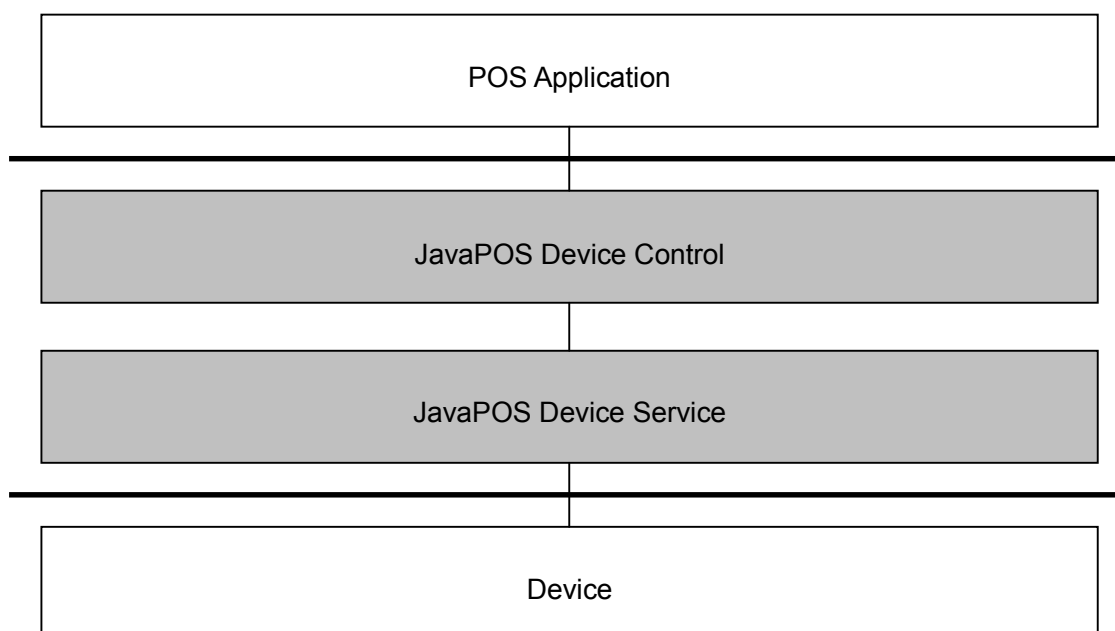 POS Application
JavaPOS Device Control
JavaPOS Device Service
Device